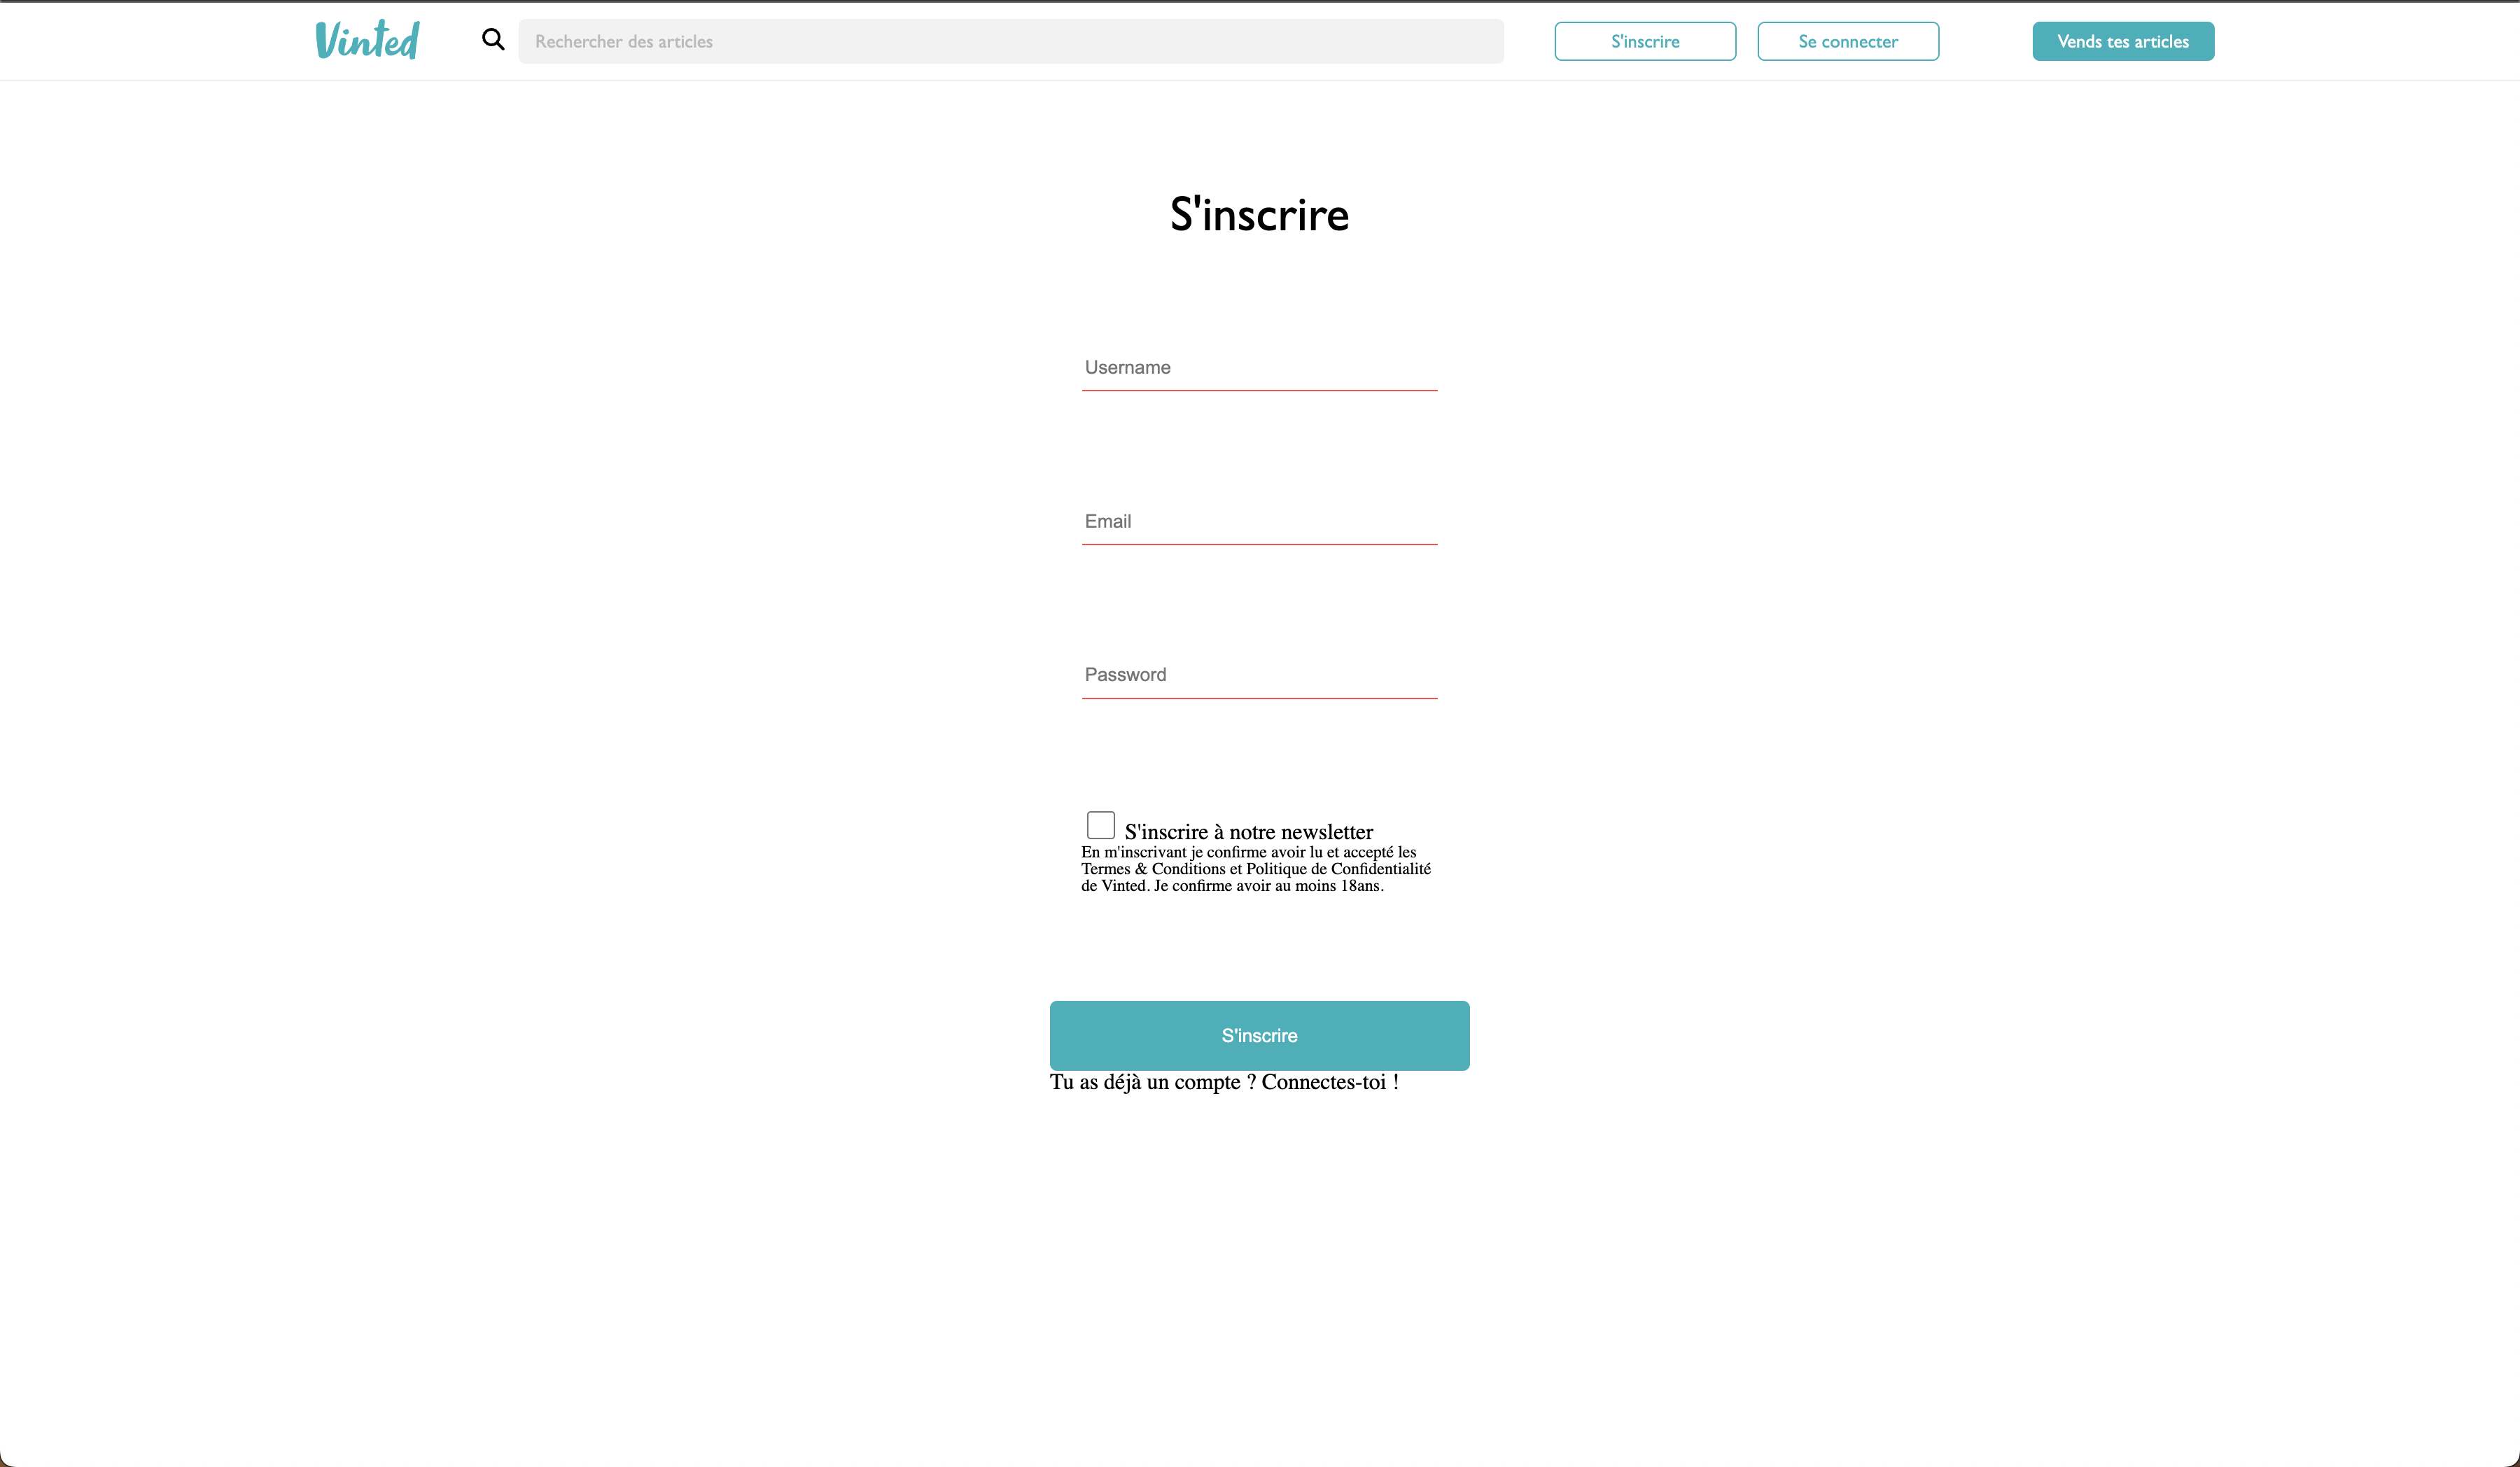 Vinted
Rechercher des articles
S'inscrire
Se connecter
Vends tes articles
S'inscrire
Username
Email
Password
S'inscrire à notre newsletter
En m'inscrivant je confirme avoir lu et accepté les
Termes & Conditions et Politique de Confidentialité
de Vinted. Je confirme avoir au moins 18ans.
S'inscrire
Tu as déjà un compte ? Connectes-toi !